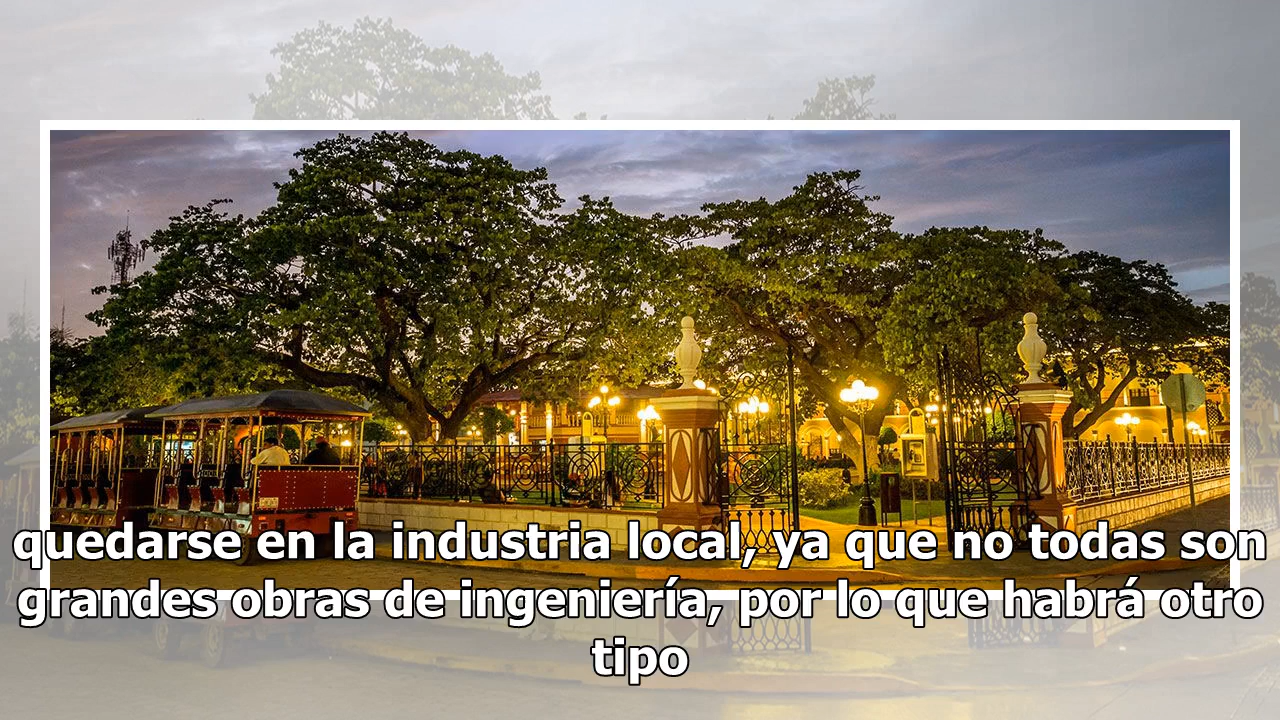 quedarse en la industria local, ya que no todas son
grandes obras de ingeniería, por lo que habrá otro
tipo